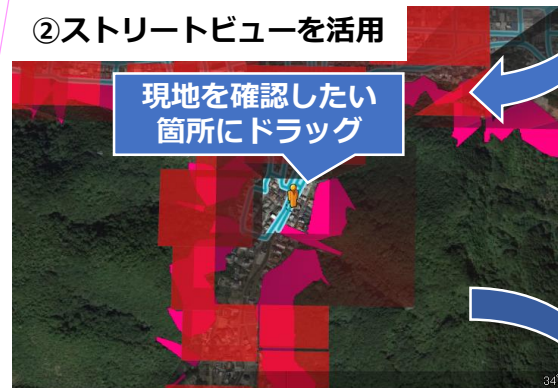 ②ストリートビューを活用
現地を確認したい
箇所にドラッグ
34